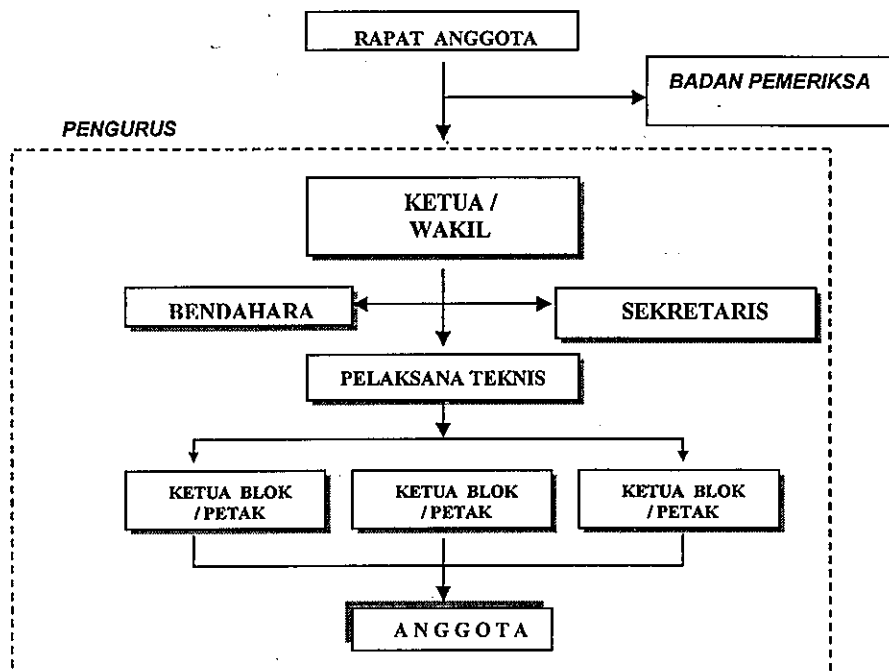 RAPAT ANGGOTA
BADAN PEMERIKSA
PENGURUS
KETUA /
WAKIL
BENDAHARA
SEKRETARIS
PELAKSANA TEKNIS
KETUA BLOK
/ PETAK
KETUA BLOK
/ PETAK
KETUA BLOK
/ PETAK
A N G G O T A